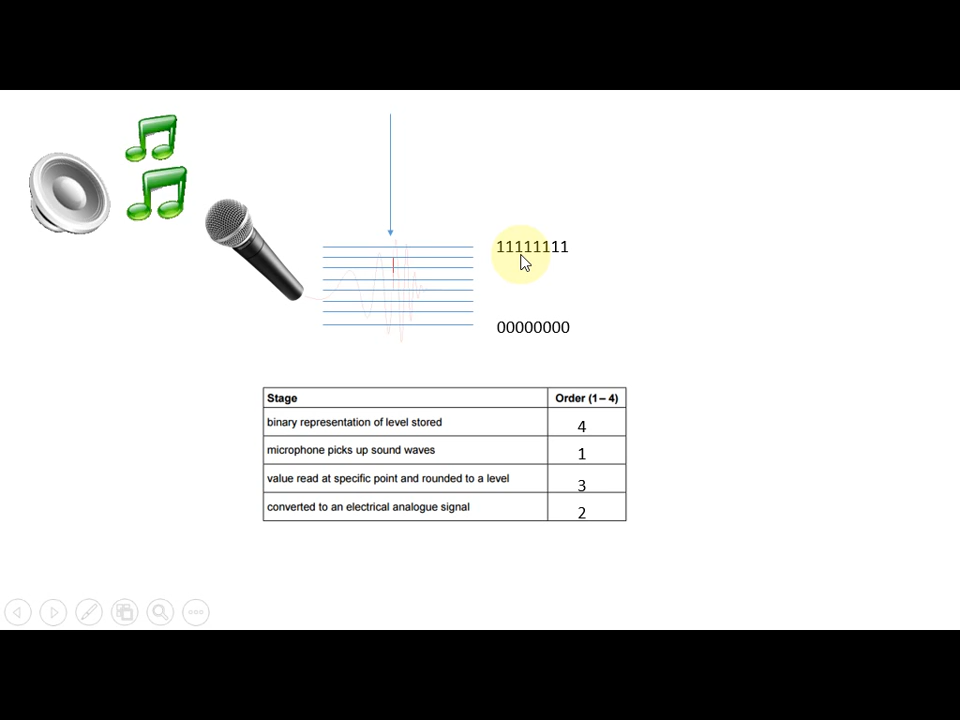 11111111
00000000
Stage Order (1 – 4)
binary representation of level stored 4
microphone picks up sound waves 1
value read at specific point and rounded to a level 3
converted to an electrical analogue signal 2